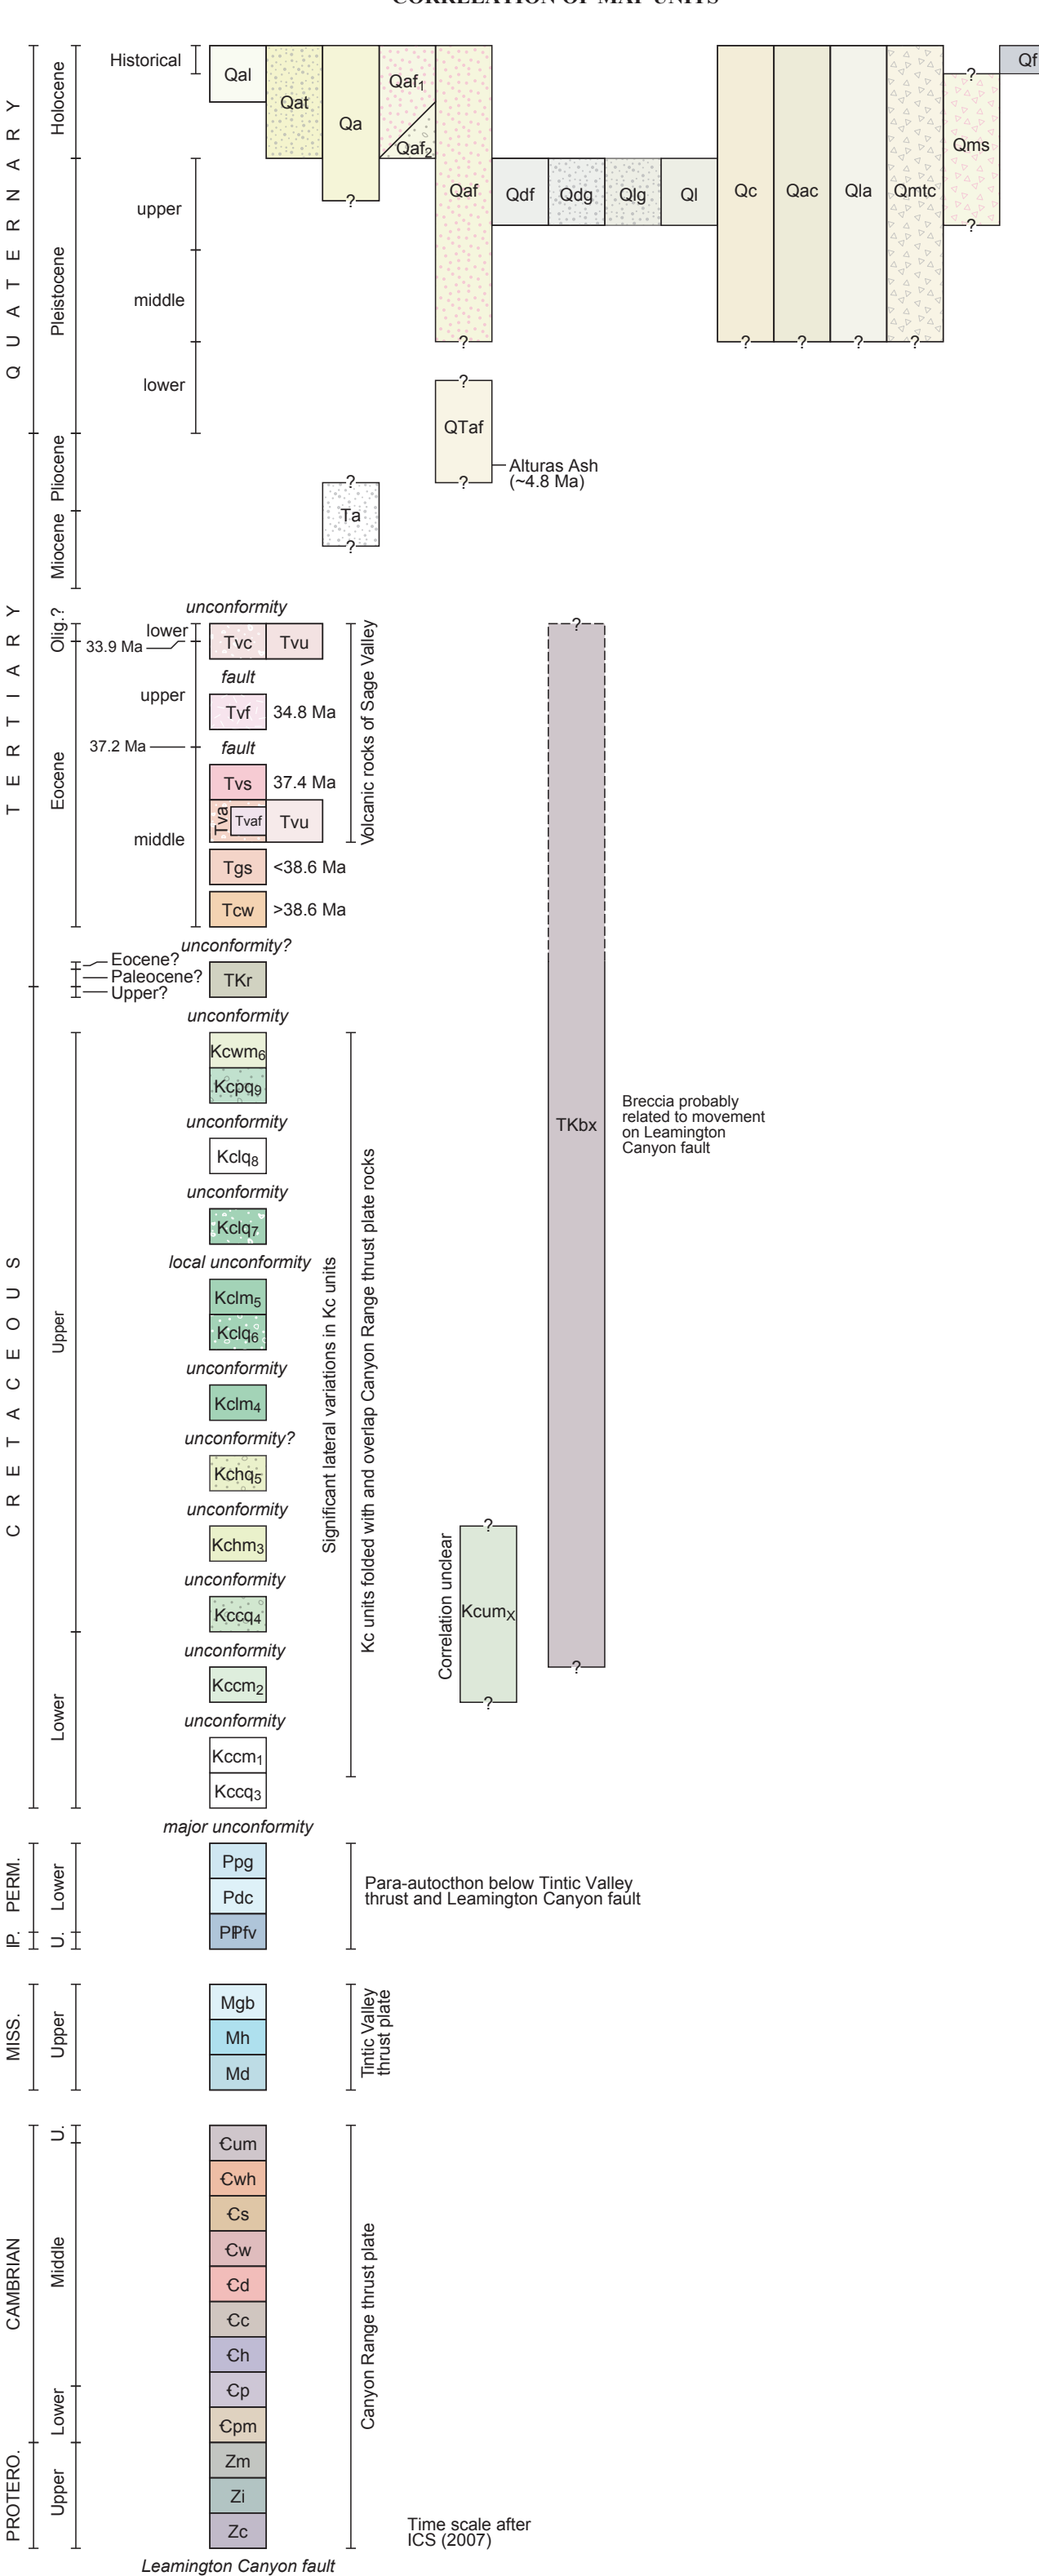 CORRELATION OF MAP UNITS
QUATERNARY
Holocene
Historical
Qal
Qat
Qa
Qaf1
Qaf2
Qaf
Qdf
Qdg
Qlg
Ql
Qc
Qac
Qla
Qmtc
Qms
Qf
?
?
?
?
?
?
?
?
Pleistocene
upper
middle
lower
?
QTaf
?
Alturas Ash
(~4.8 Ma)
TERTIARY
Pliocene
Miocene
?
Ta
?
unconformity
Olig.?
lower
33.9 Ma
Tvc
Tvu
fault
upper
Tvf
34.8 Ma
37.2 Ma
fault
Eocene
Tvs
37.4 Ma
Tva
Tvaf
Tvu
middle
Volcanic rocks of Sage Valley
Tgs
<38.6 Ma
Tcw
>38.6 Ma
unconformity?
Eocene?
Paleocene?
Upper?
TKr
unconformity
?
TKbx
?
Breccia probably
related to movement
on Leamington
Canyon fault
CRETACEOUS
Upper
Kcwm6
Kcpq9
unconformity
Kclq8
unconformity
Kclq7
local unconformity
Kclm5
Kclq6
unconformity
Kclm4
unconformity?
Kchq5
unconformity
Kchm3
unconformity
Kccq4
unconformity
Lower
Kccm2
unconformity
Kccm1
Kccq3
Significant lateral variations in Kc units
Kc units folded with and overlap Canyon Range thrust plate rocks
Correlation unclear
?
KcumX
?
major unconformity
PERM.
Lower
IP.
U.
Ppg
Pdc
PIPfv
Para-autocthon below Tintic Valley
thrust and Leamington Canyon fault
MISS.
Upper
Mgb
Mh
Md
Tintic Valley
thrust plate
CAMBRIAN
U.
Middle
Lower
Ꞓum
Ꞓwh
Ꞓs
Ꞓw
Ꞓd
Ꞓc
Ꞓh
Ꞓp
Ꞓpm
PROTERO.
Upper
Zm
Zi
Zc
Canyon Range thrust plate
Time scale after
ICS (2007)
Leamington Canyon fault